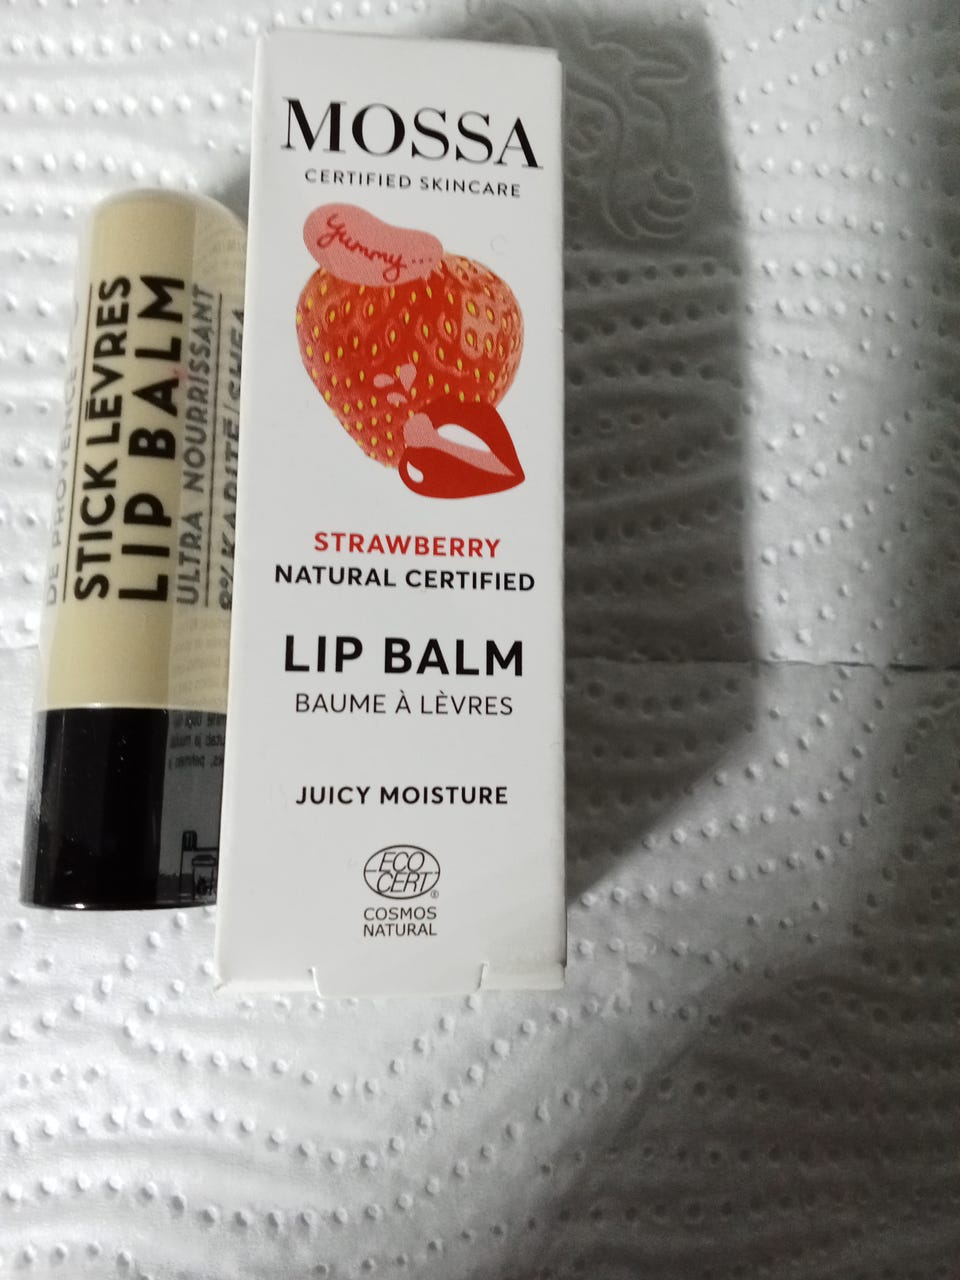 MOSSA
CERTIFIED SKINCARE
Yummy...
STRAWBERRY
NATURAL CERTIFIED
LIP BALM
BAUME À LÈVRES
JUICY MOISTURE
ECO
CERT
®
COSMOS
NATURAL
DE PROVENCE
STICK LÈVRES
LIP BALM
ULTRA NOURRISSANT
8% KARITÉ/SHEA